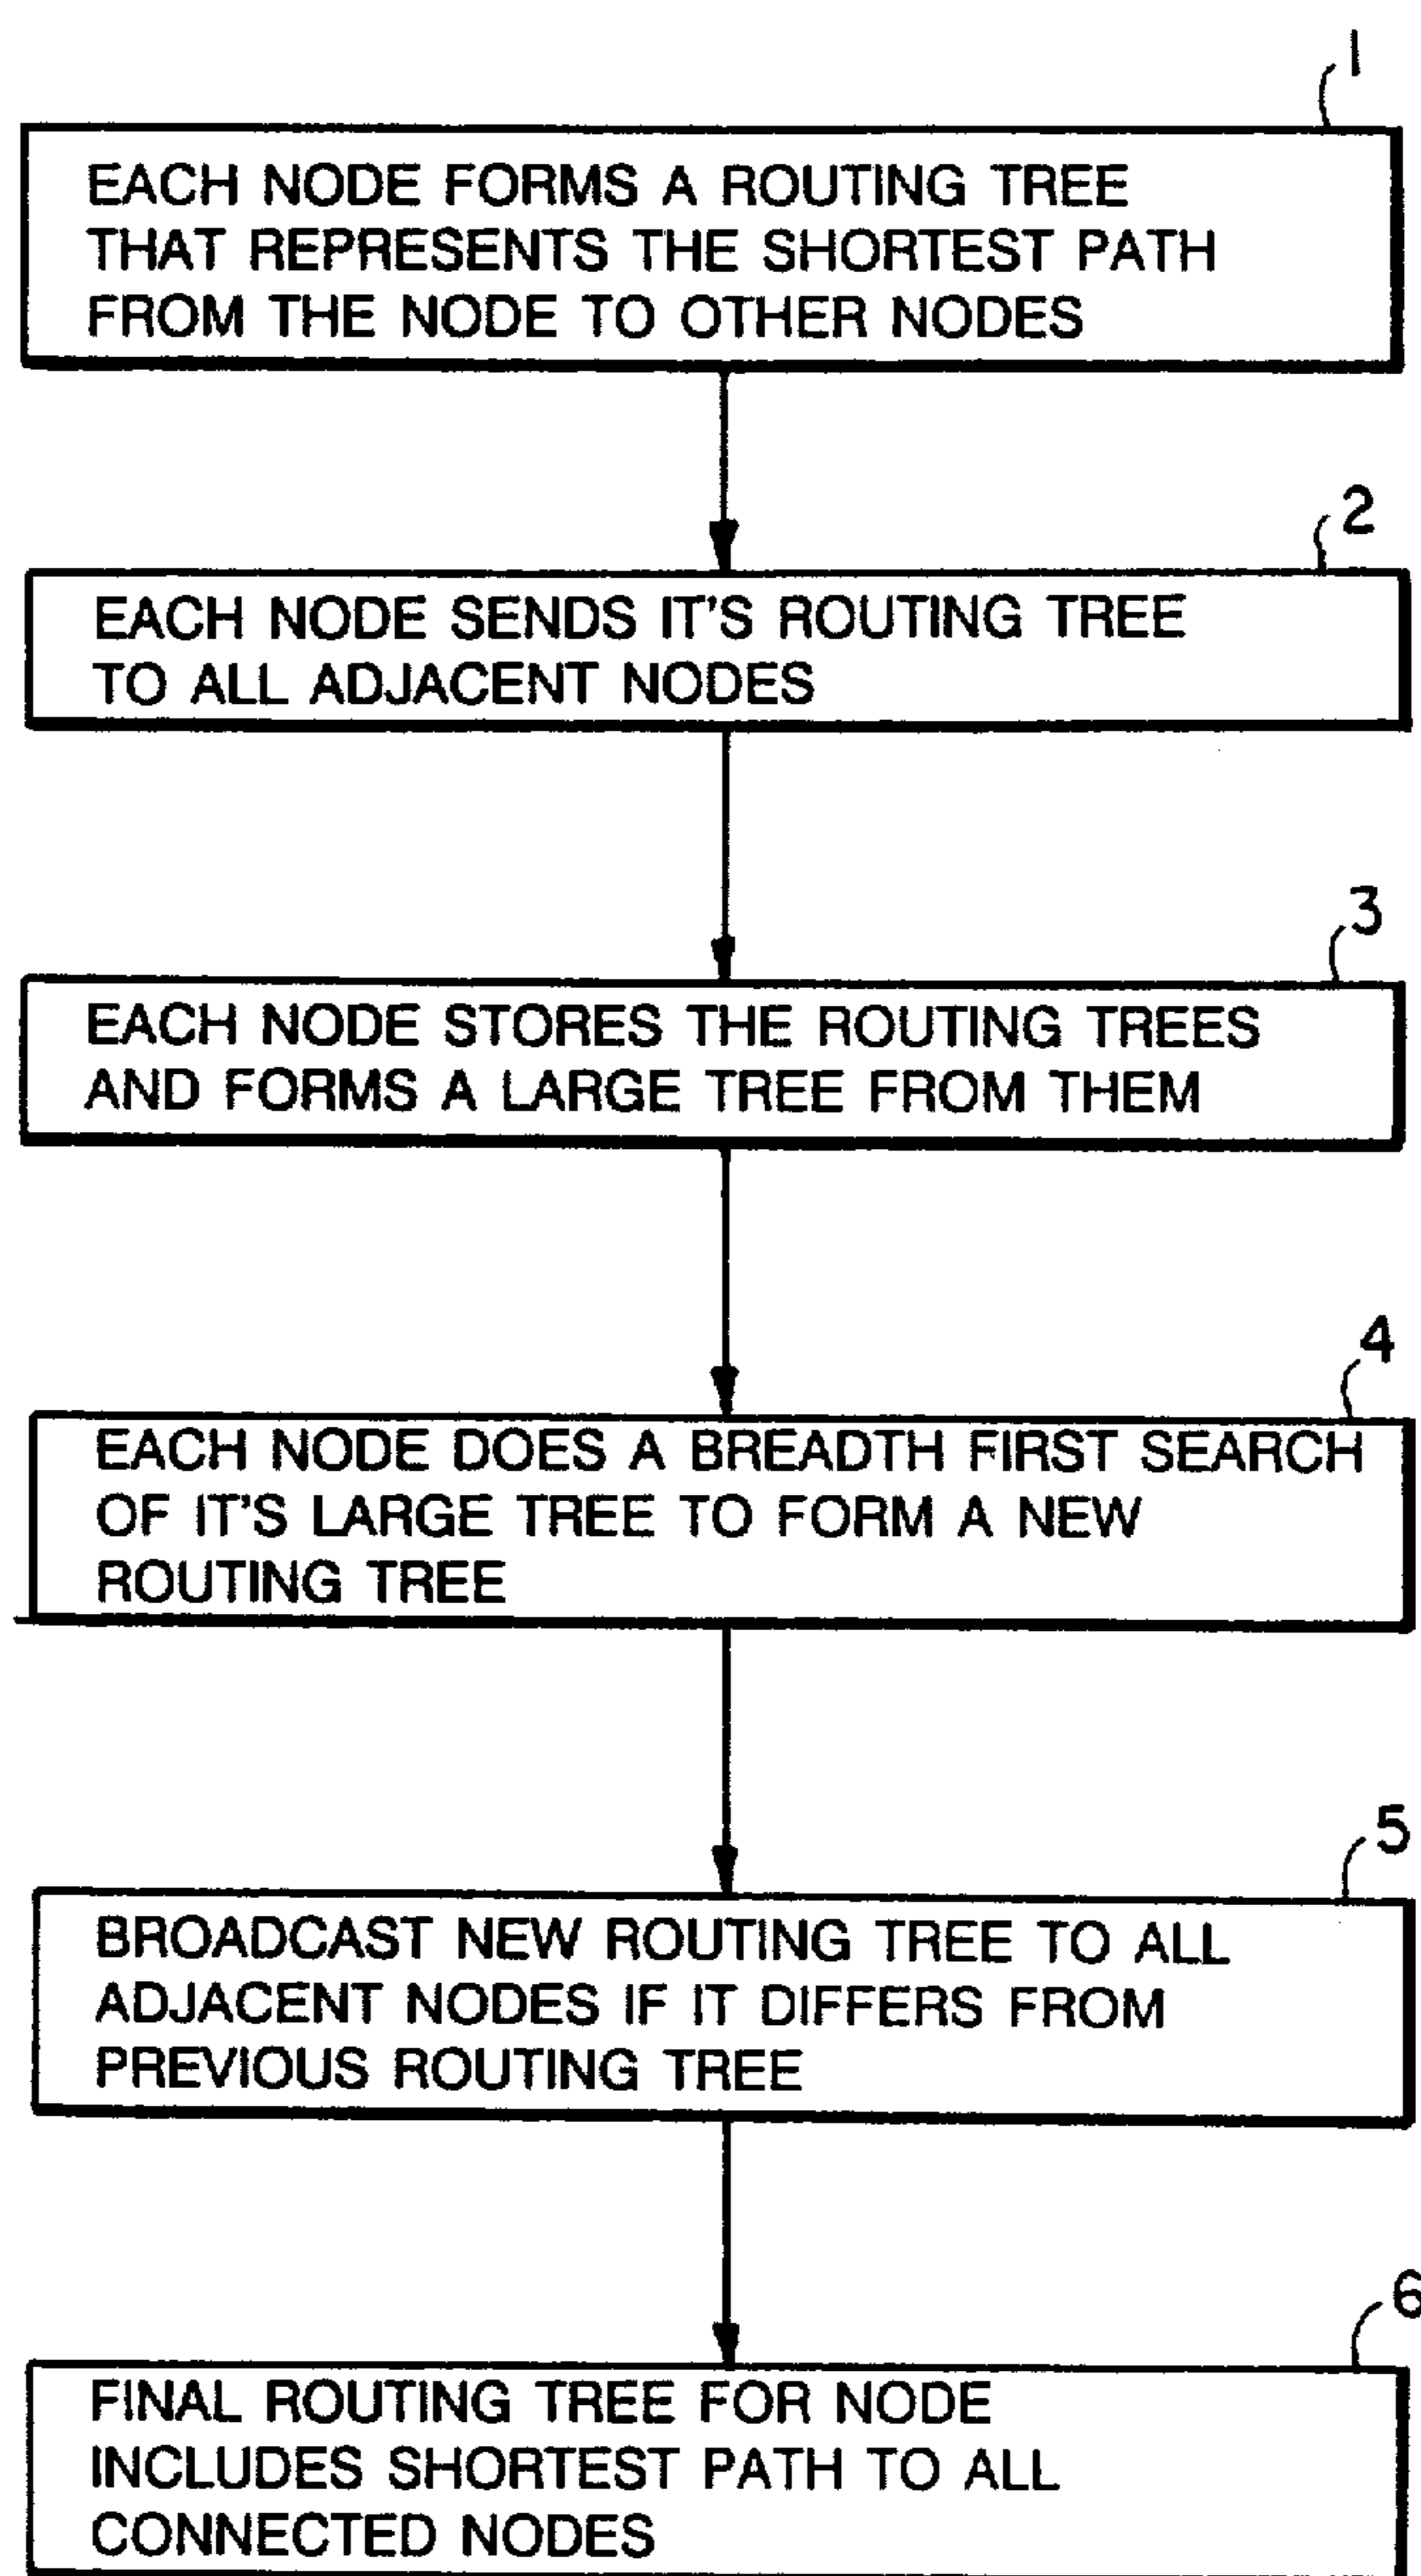 1
EACH NODE FORMS A ROUTING TREE
THAT REPRESENTS THE SHORTEST PATH
FROM THE NODE TO OTHER NODES
2
EACH NODE SENDS IT'S ROUTING TREE
TO ALL ADJACENT NODES
3
EACH NODE STORES THE ROUTING TREES
AND FORMS A LARGE TREE FROM THEM
4
EACH NODE DOES A BREADTH FIRST SEARCH
OF IT'S LARGE TREE TO FORM A NEW
ROUTING TREE
5
BROADCAST NEW ROUTING TREE TO ALL
ADJACENT NODES IF IT DIFFERS FROM
PREVIOUS ROUTING TREE
6
FINAL ROUTING TREE FOR NODE
INCLUDES SHORTEST PATH TO ALL
CONNECTED NODES